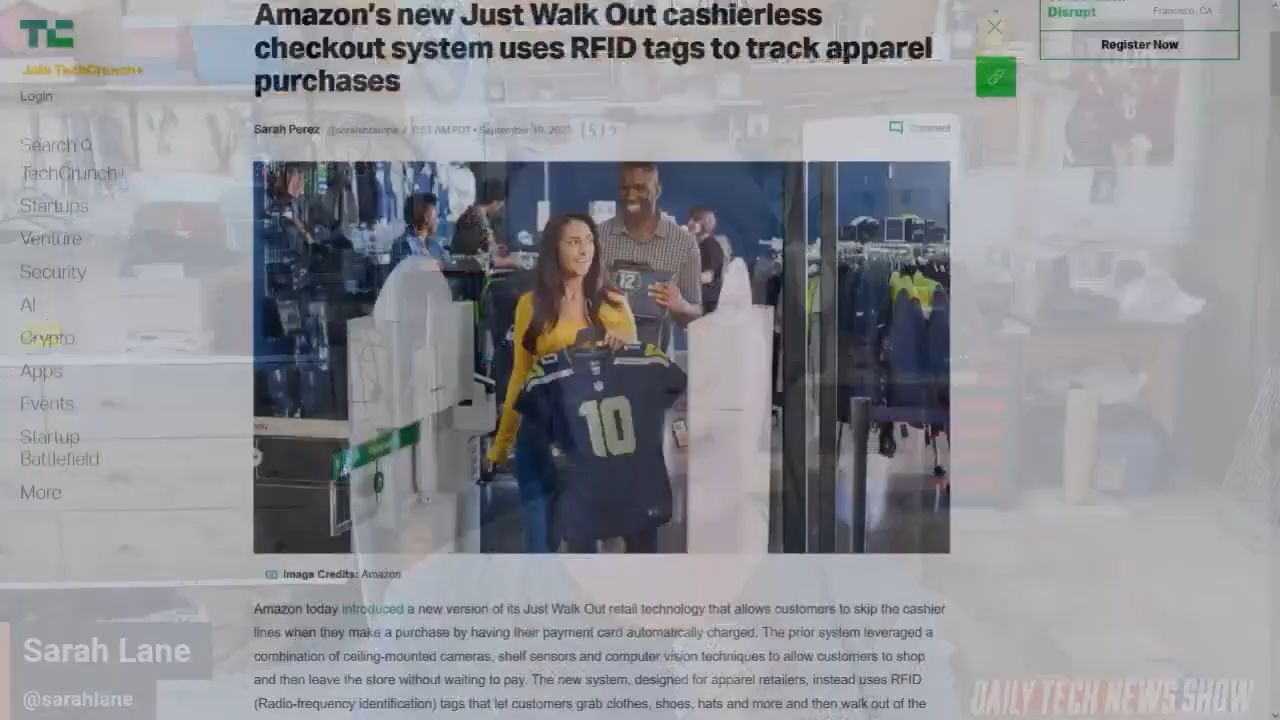 Amazon's new Just Walk Out cashierless
checkout system uses RFID tags to track apparel
purchases
TC
Join TechCrunch+
Login
Search
TechCrunch+
Startups
Venture
Security
AI
Crypto
Apps
Events
Startup
Battlefield
More
Disrupt
Francisco, CA
Register Now
Sarah Perez
AM PDT • September
Comment
12
10
Image Credits: Amazon
Amazon today introduced a new version of its Just Walk Out retail technology that allows customers to skip the cashier
lines when they make a purchase by having their payment card automatically charged. The prior system leveraged a
combination of ceiling-mounted cameras, shelf sensors and computer vision techniques to allow customers to shop
and then leave the store without waiting to pay. The new system, designed for apparel retailers, instead uses RFID
(Radio-frequency identification) tags that let customers grab clothes, shoes, hats and more and then walk out of the
Sarah Lane
@sarahlane
DAILY TECH NEWS SHOW